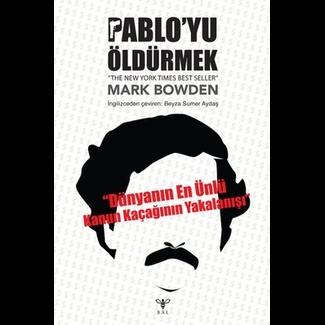 PABLO'YU
ÖLDÜRMEK
"THE NEW YORK TIMES BEST SELLER"
MARK BOWDEN
İngilizceden çeviren: Beyza Sumer Aydaş
"Dünyanın En Ünlü
Kanun Kaçağının Yakalanışı"
BAL